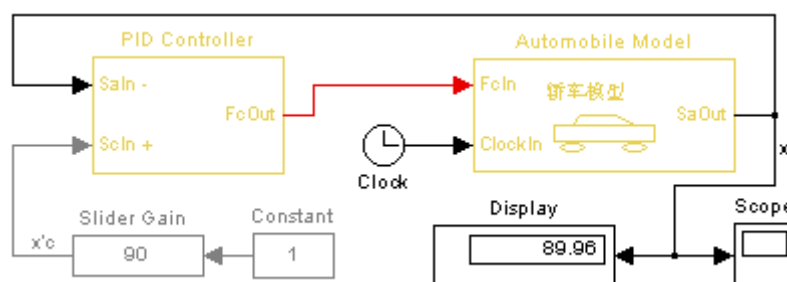 PID Controller
Automobile Model
SaIn -
FcOut
ScIn +
FcIn
轿车模型
SaOut
ClockIn
Clock
x
x'c
Slider Gain
90
Constant
1
Display
89.96
Scope